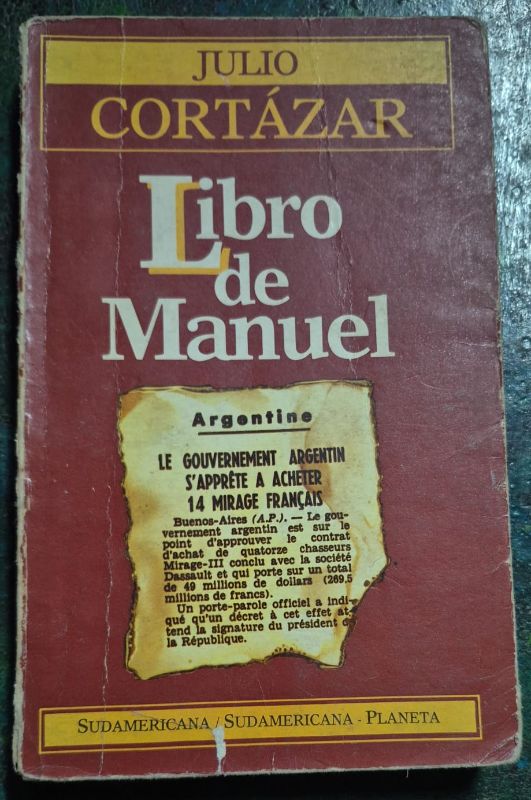 JULIO
CORTÁZAR
Libro
de
Manuel
Argentine
LE GOUVERNEMENT ARGENTIN
S'APPRÊTE A ACHETER
14 MIRAGE FRANÇAIS
Buenos-Aires (A.P.). — Le gou-
vernement argentin est sur le
point d'approuver le contrat
d'achat de quatorze chasseurs
Mirage-III conclu avec la société
Dassault et qui porte sur un total
de 49 millions de dollars (269,5
millions de francs).
Un porte-parole officiel a indi-
qué qu'un décret à cet effet at-
tend la signature du président de
la République.
SUDAMERICANA / SUDAMERICANA - PLANETA